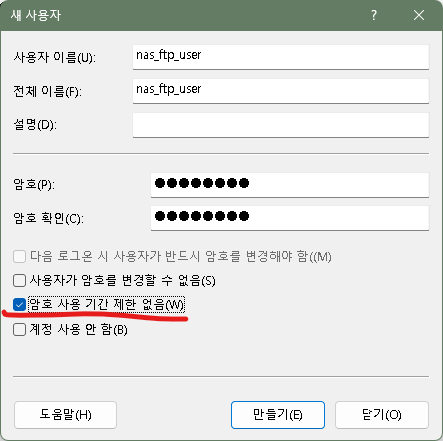 새 사용자
사용자 이름(U): nas_ftp_user
전체 이름(F): nas_ftp_user
설명(D):
암호(P): ●●●●●●●●
암호 확인(C): ●●●●●●●●
다음 로그온 시 사용자가 반드시 암호를 변경해야 함((M)
사용자가 암호를 변경할 수 없음(S)
암호 사용 기간 제한 없음(W)
계정 사용 안 함(B)
도움말(H) 만들기(E) 닫기(O)